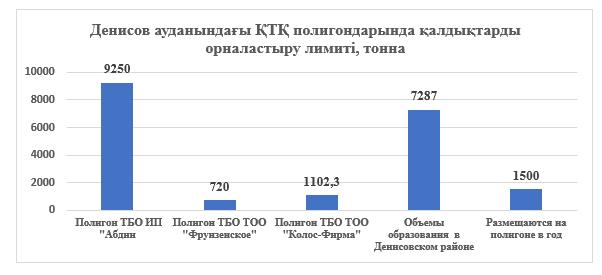 Денисов ауданындағы ҚТҚ полигондарында қалдықтарды
орналастыру лимиті, тонна
10000
8000
6000
4000
2000
0
9250
720
1102,3
7287
1500
Полигон ТБО ИП
"Абдин
Полигон ТБО ТОО
"Фрунзенское"
Полигон ТБО ТОО
"Колос-Фирма"
Объемы
образования в
Денисовском районе
Размещаются на
полигоне в год